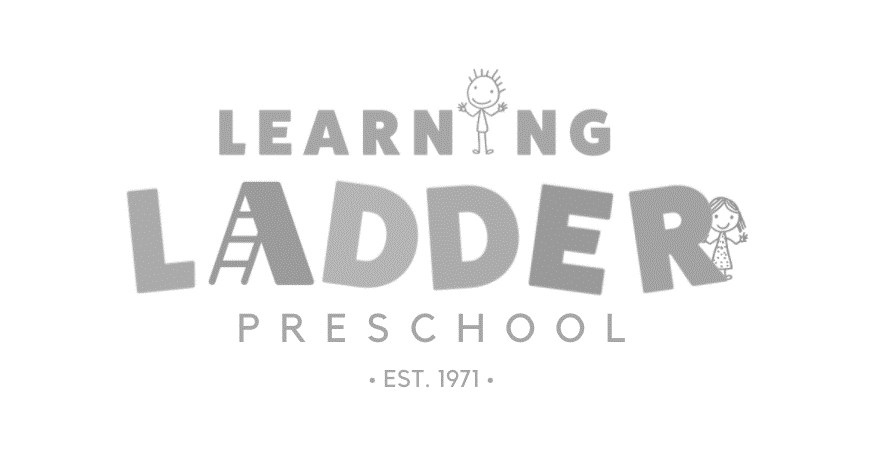 LEARNING
LADDER
PRESCHOOL
• EST. 1971 •